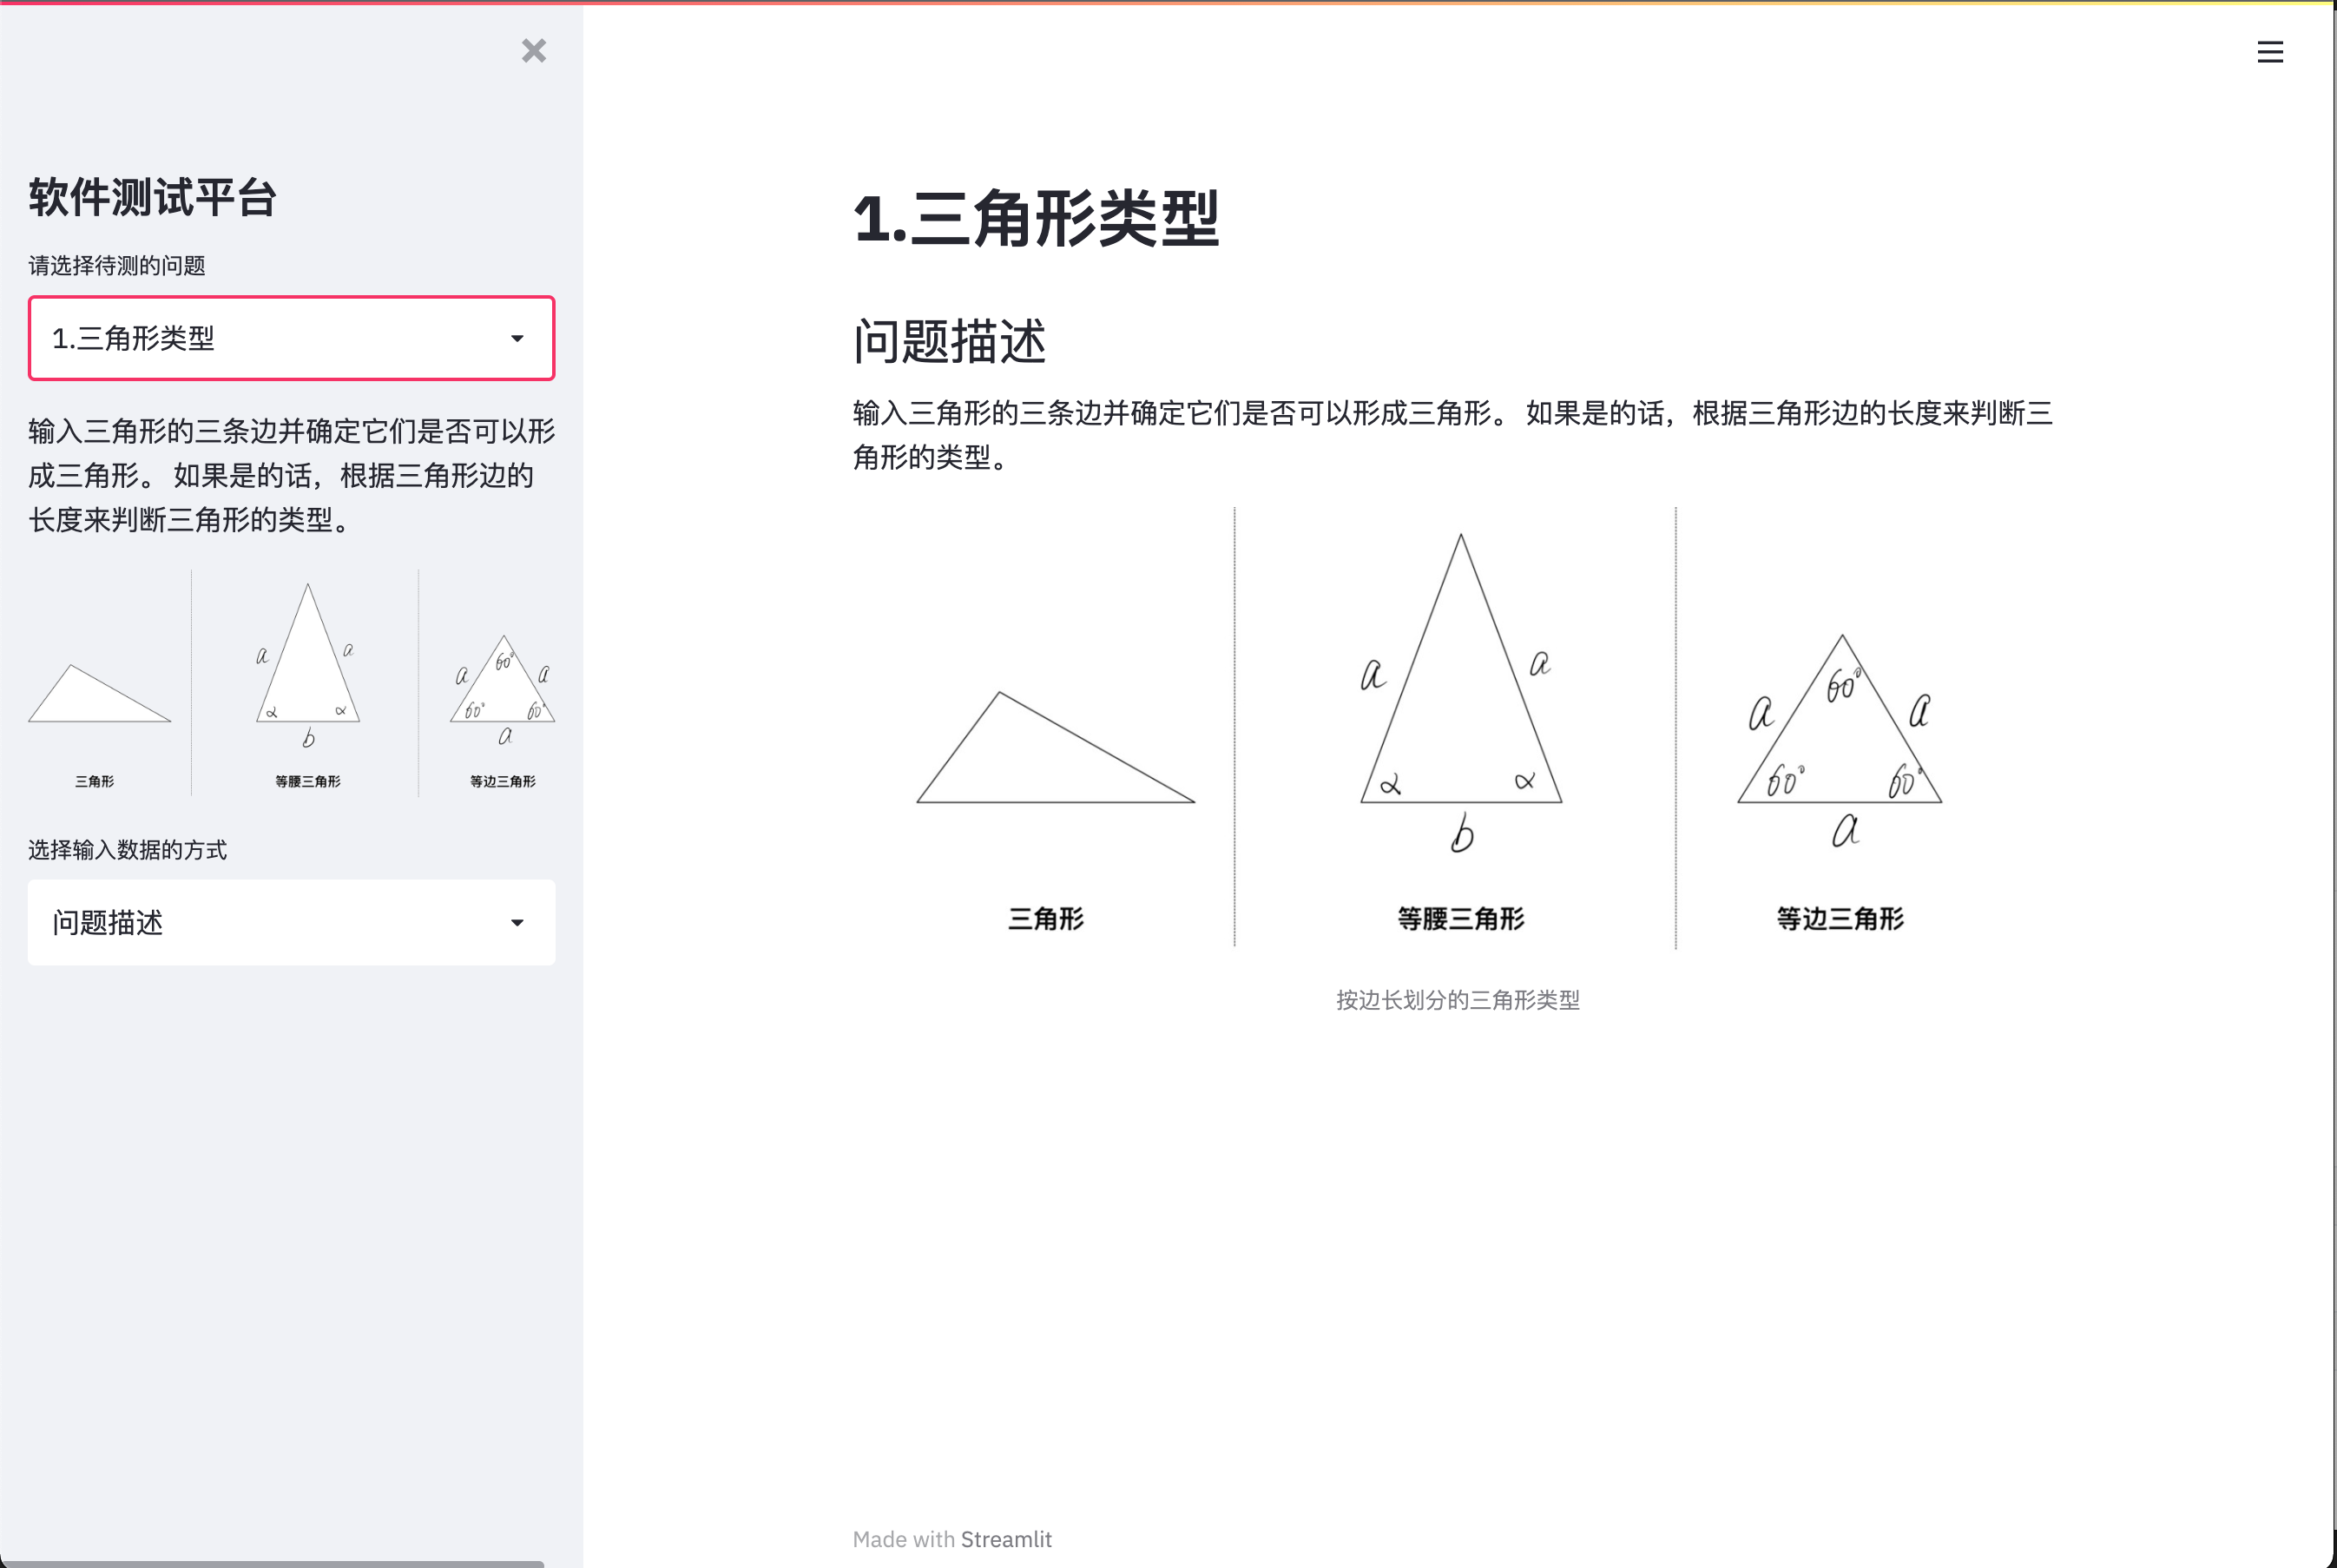 软件测试平台
请选择待测的问题
1.三角形类型
输入三角形的三条边并确定它们是否可以形
成三角形。 如果是的话，根据三角形边的
长度来判断三角形的类型。
a a 60° a a
α α 60° 60°
b a
三角形 等腰三角形 等边三角形
选择输入数据的方式
问题描述
1.三角形类型
问题描述
输入三角形的三条边并确定它们是否可以形成三角形。 如果是的话，根据三角形边的长度来判断三
角形的类型。
a a 60° a a
α α 60° 60°
b a
三角形 等腰三角形 等边三角形
按边长划分的三角形类型
Made with Streamlit